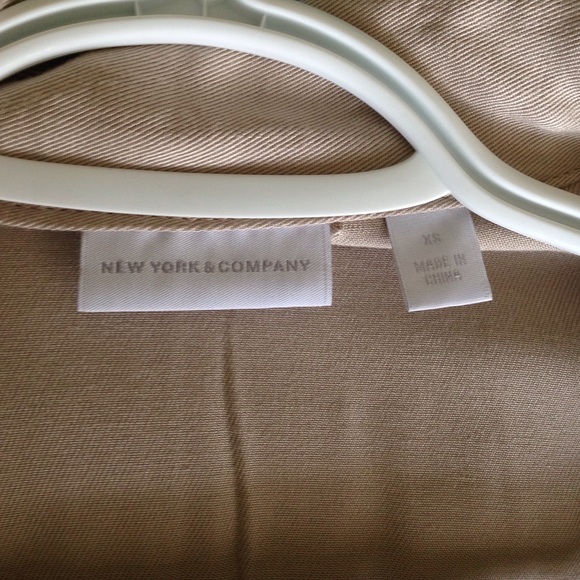 NEW YORK & COMPANY
XS
MADE IN
CHINA